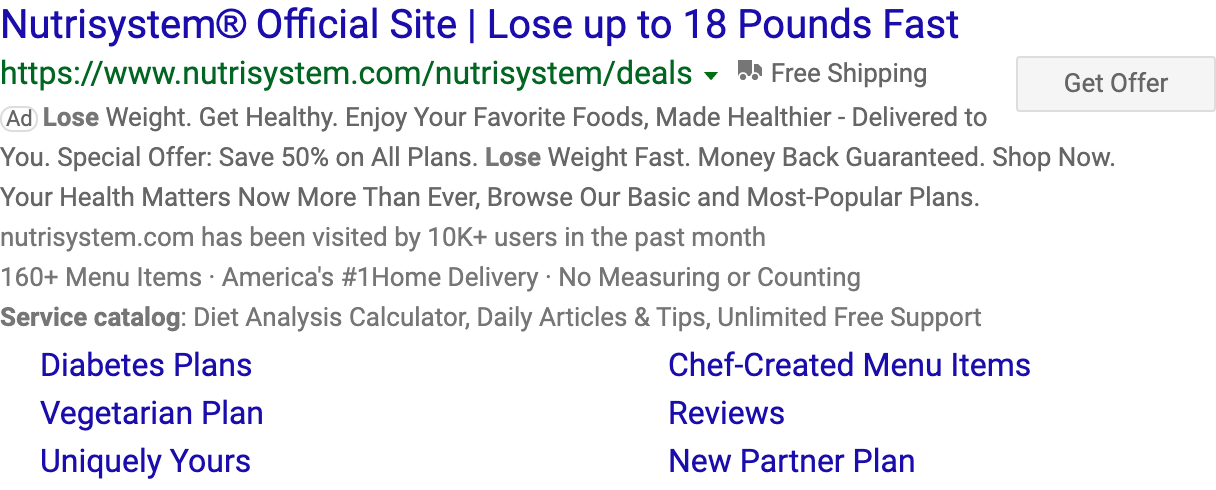 Nutrisystem® Official Site | Lose up to 18 Pounds Fast
https://www.nutrisystem.com/nutrisystem/deals Free Shipping
Get Offer
Ad Lose Weight. Get Healthy. Enjoy Your Favorite Foods, Made Healthier - Delivered to
You. Special Offer: Save 50% on All Plans. Lose Weight Fast. Money Back Guaranteed. Shop Now.
Your Health Matters Now More Than Ever, Browse Our Basic and Most-Popular Plans.
nutrisystem.com has been visited by 10K+ users in the past month
160+ Menu Items · America's #1Home Delivery · No Measuring or Counting
Service catalog: Diet Analysis Calculator, Daily Articles & Tips, Unlimited Free Support
Diabetes Plans
Chef-Created Menu Items
Vegetarian Plan
Reviews
Uniquely Yours
New Partner Plan